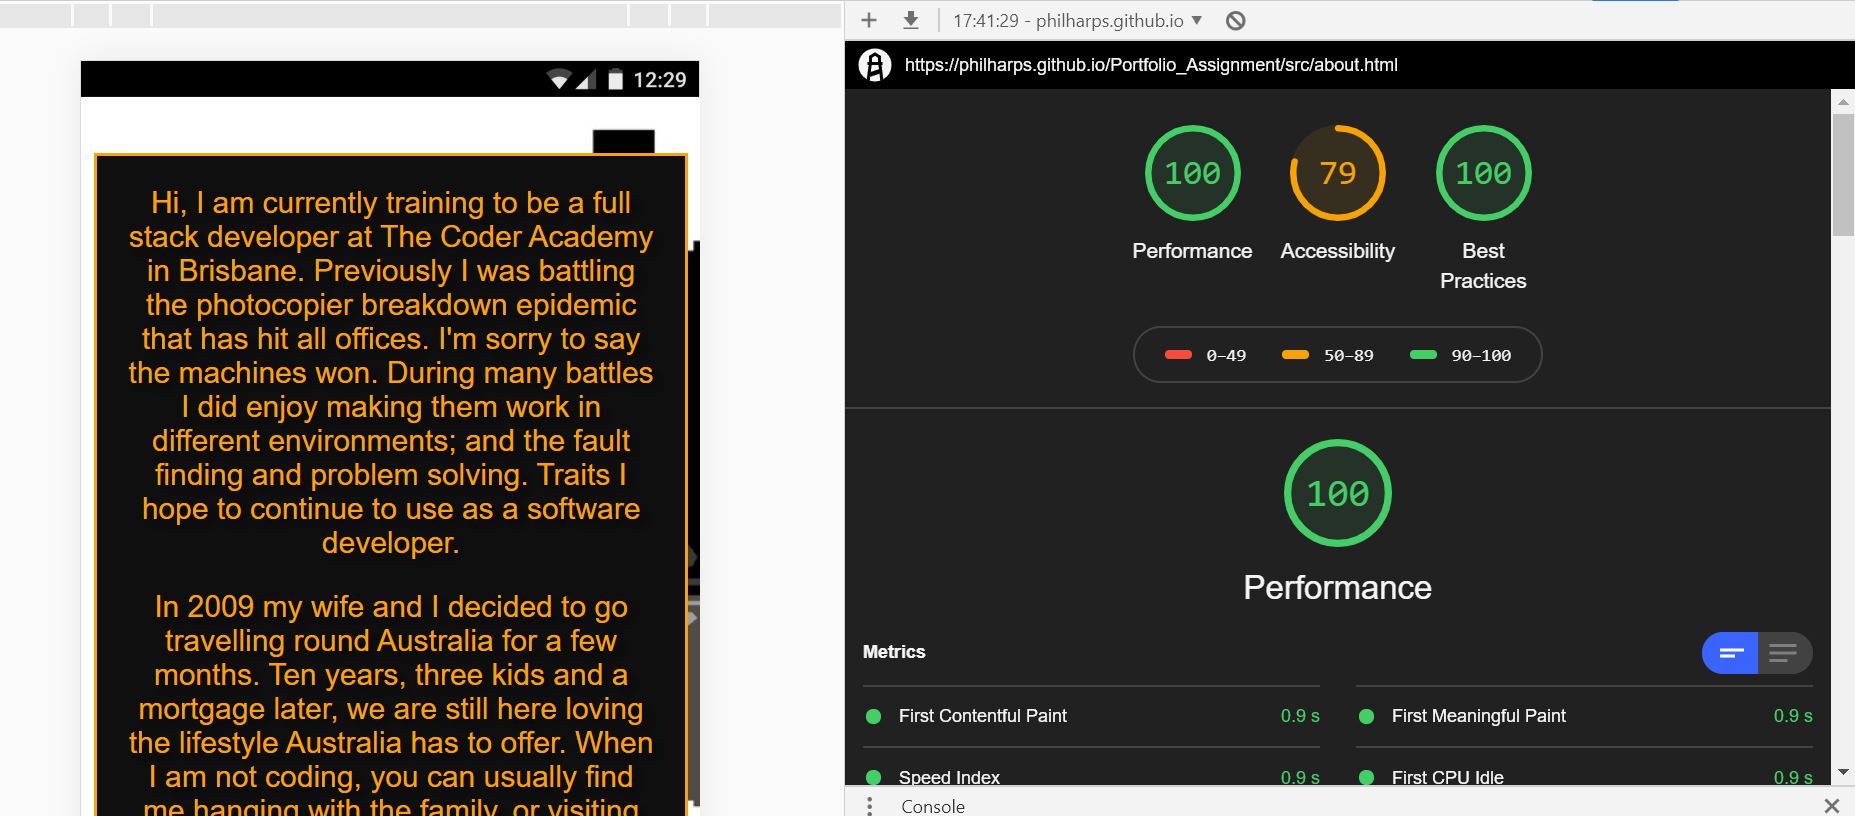 17:41:29 - philharps.github.io
https://philharps.github.io/Portfolio_Assignment/src/about.html
12:29
Hi, I am currently training to be a full
stack developer at The Coder Academy
in Brisbane. Previously I was battling
the photocopier breakdown epidemic
that has hit all offices. I'm sorry to say
the machines won. During many battles
I did enjoy making them work in
different environments; and the fault
finding and problem solving. Traits I
hope to continue to use as a software
developer.
In 2009 my wife and I decided to go
travelling round Australia for a few
months. Ten years, three kids and a
mortgage later, we are still here loving
the lifestyle Australia has to offer. When
I am not coding, you can usually find
me hanging with the family, or visiting
100
79
100
Performance
Accessibility
Best
Practices
0–49
50–89
90–100
100
Performance
Metrics
First Contentful Paint 0.9 s
First Meaningful Paint 0.9 s
Speed Index 0.9 s
First CPU Idle 0.9 s
Console